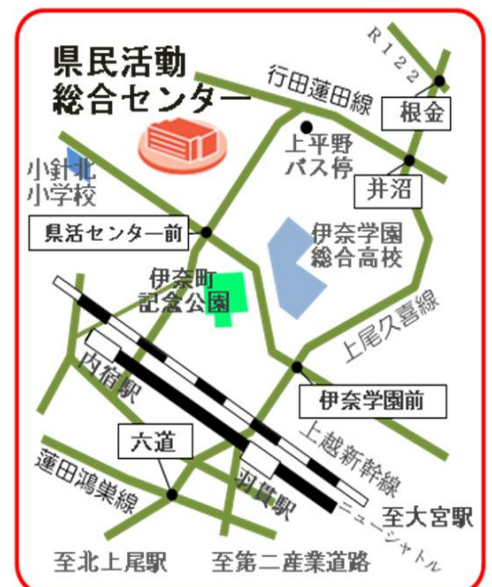 県民活動
総合センター
R122
行田蓮田線
根金
上平野
バス停
井沼
小針北
小学校
県活センター前
伊奈学園
総合高校
伊奈町
記念公園
上尾久喜線
内宿駅
伊奈学園前
六道
上越新幹線
蓮田鴻巣線
羽貫駅
ニューシャトル
至大宮駅
至北上尾駅
至第二産業道路